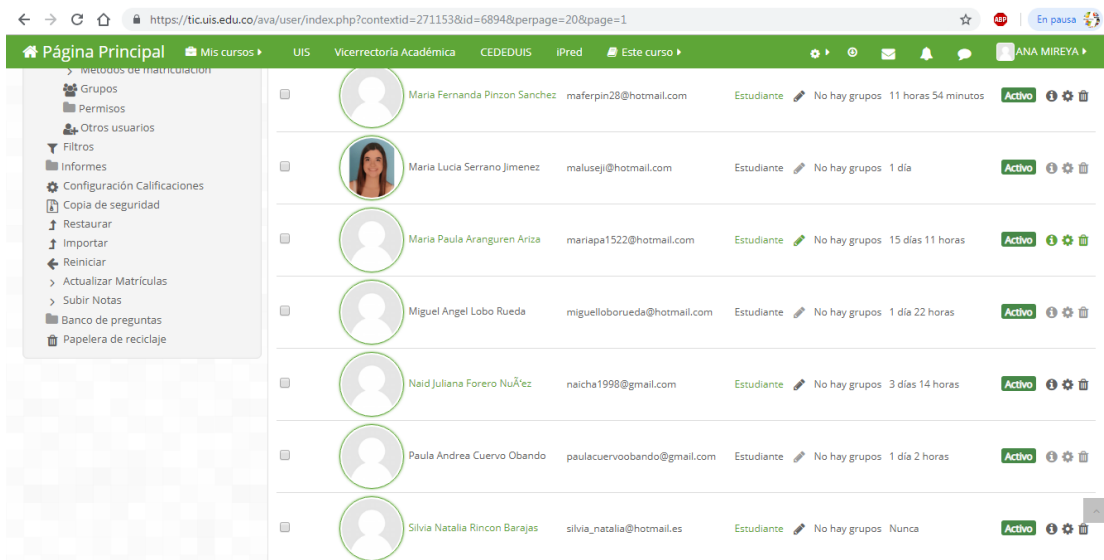 https://tic.uis.edu.co/ava/user/index.php?contextid=271153&id=6894&perpage=20&page=1
ABP
En pausa
Página Principal Mis cursos UIS Vicerrectoría Académica CEDEDUIS iPred Este curso ANA MIREYA
Métodos de matriculación
Grupos
Permisos
Otros usuarios
Filtros
Informes
Configuración Calificaciones
Copia de seguridad
Restaurar
Importar
Reiniciar
Actualizar Matrículas
Subir Notas
Banco de preguntas
Papelera de reciclaje
Maria Fernanda Pinzon Sanchez maferpin28@hotmail.com Estudiante No hay grupos 11 horas 54 minutos Activo
Maria Lucia Serrano Jimenez maluseji@hotmail.com Estudiante No hay grupos 1 día Activo
Maria Paula Aranguren Ariza mariapa1522@hotmail.com Estudiante No hay grupos 15 días 11 horas Activo
Miguel Angel Lobo Rueda miguelloborueda@hotmail.com Estudiante No hay grupos 1 día 22 horas Activo
Naid Juliana Forero NuÃ'ez naicha1998@gmail.com Estudiante No hay grupos 3 días 14 horas Activo
Paula Andrea Cuervo Obando paulacuervoobando@gmail.com Estudiante No hay grupos 1 día 2 horas Activo
Silvia Natalia Rincon Barajas silvia_natalia@hotmail.es Estudiante No hay grupos Nunca Activo